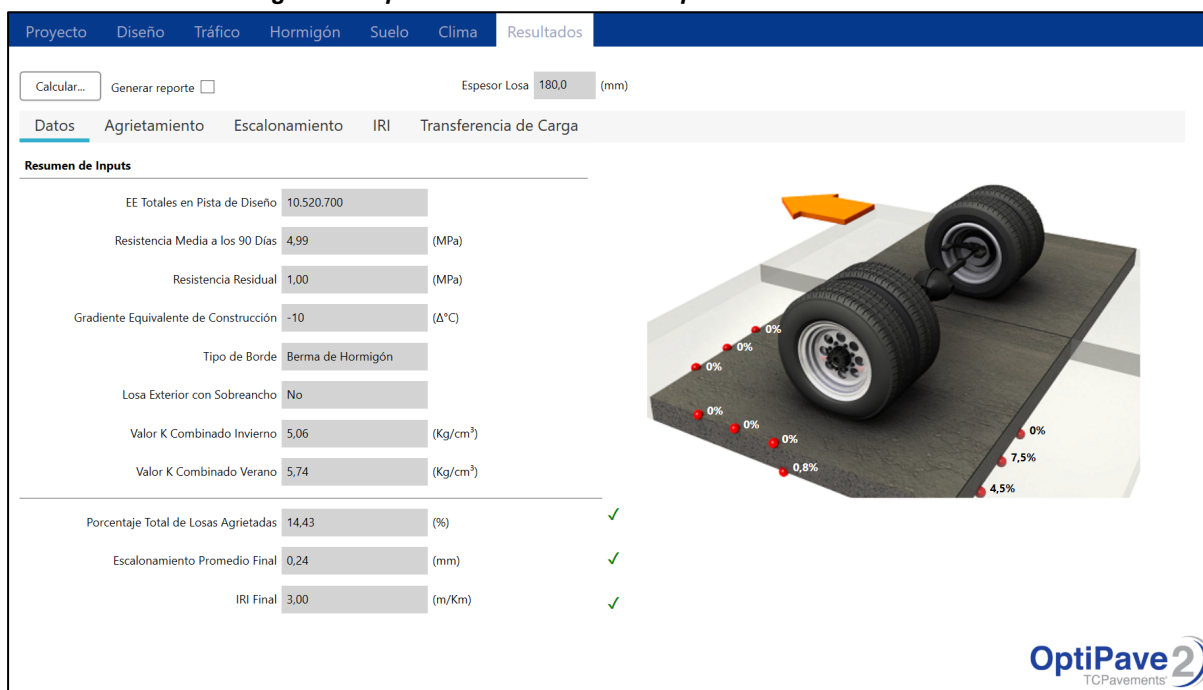 Proyecto Diseño Tráfico Hormigón Suelo Clima Resultados
Calcular... Generar reporte Espesor Losa 180,0 (mm)
Datos Agrietamiento Escalonamiento IRI Transferencia de Carga
Resumen de Inputs
EE Totales en Pista de Diseño 10.520.700
Resistencia Media a los 90 Días 4,99 (MPa)
Resistencia Residual 1,00 (MPa)
Gradiente Equivalente de Construcción -10 (Δ°C)
Tipo de Borde Berma de Hormigón
Losa Exterior con Sobreancho No
Valor K Combinado Invierno 5,06 (Kg/cm³)
Valor K Combinado Verano 5,74 (Kg/cm³)
Porcentaje Total de Losas Agrietadas 14,43 (%) ✓
Escalonamiento Promedio Final 0,24 (mm) ✓
IRI Final 3,00 (m/Km) ✓
0%
0%
0%
0%
0%
0%
0,8%
0%
7,5%
4,5%
OptiPave 2
TCPavements